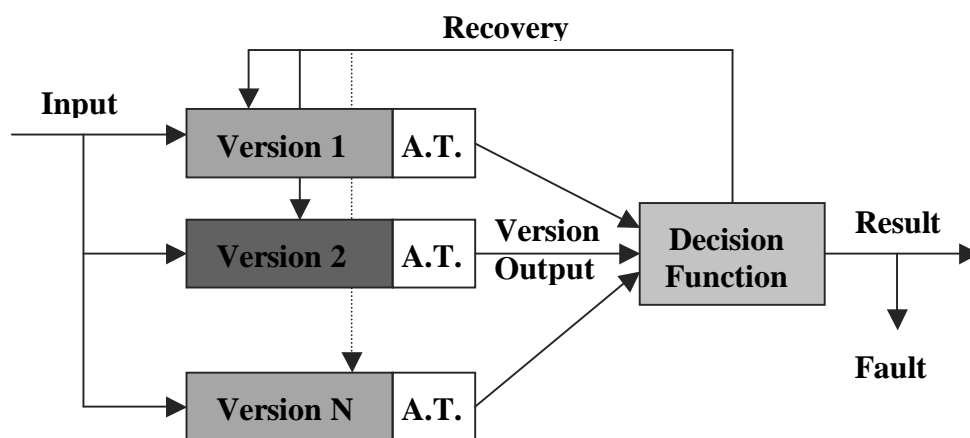 Recovery
Input
Version 1 A.T.
Version 2 A.T.
Version
Output
Decision
Function
Result
Fault
Version N A.T.